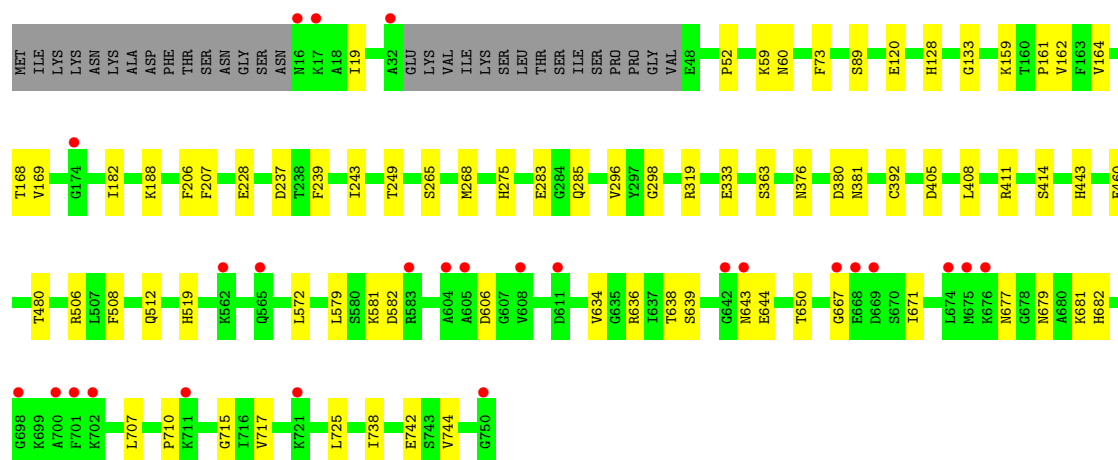 MET ILE LYS LYS ASN LYS ALA ASP PHE THR SER ASN GLY SER ASN N16 K17 A18 I19 A32 GLU LYS VAL ILE LYS SER LEU THR SER ILE SER PRO PRO GLY VAL E48 P52 K59 N60 F73 S89 E120 H128 G133 K159 T160 P161 V162 F163 V164
T168 V169 G174 I182 K188 F206 F207 E228 D237 T238 F239 I243 T249 S265 M268 H275 E283 G284 Q285 V296 Y297 G298 R319 E333 S363 N376 D380 N381 C392 D405 L408 R411 S414 H443
T480 R506 L507 F508 Q512 H519 K562 Q565 L572 L579 S580 K581 D582 R583 A604 A605 D606 G607 V608 D611 V634 G635 R636 I637 T638 S639 G642 N643 E644 T650 G667 E668 D669 S670 I671 L674 M675 K676 N677 G678 N679 A680 K681 H682
G698 K699 A700 F701 K702 L707 P710 K711 G715 I716 V717 K721 L725 I738 E742 S743 V744 G750